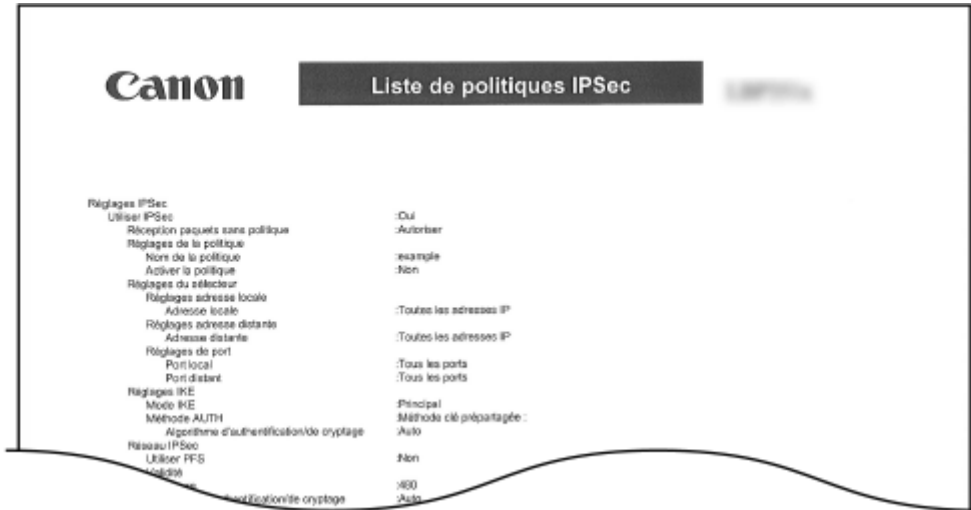 Canon
Liste de politiques IPSec
Réglages IPSec
Utiliser IPSec :Oui
Réception paquets sans politique :Autoriser
Réglages de la politique
Nom de la politique :example
Activer la politique :Non
Réglages du sélecteur
Réglages adresse locale
Adresse locale :Toutes les adresses IP
Réglages adresse distante
Adresse distante :Toutes les adresses IP
Réglages de port
Port local :Tous les ports
Port distant :Tous les ports
Réglages IKE
Mode IKE :Principal
Méthode AUTH :Méthode clé prépartagée :
Algorithme d'authentification/de cryptage :Auto
Réseau IPSec
Utiliser PFS :Non
Validité
:480
cryptage :Auto